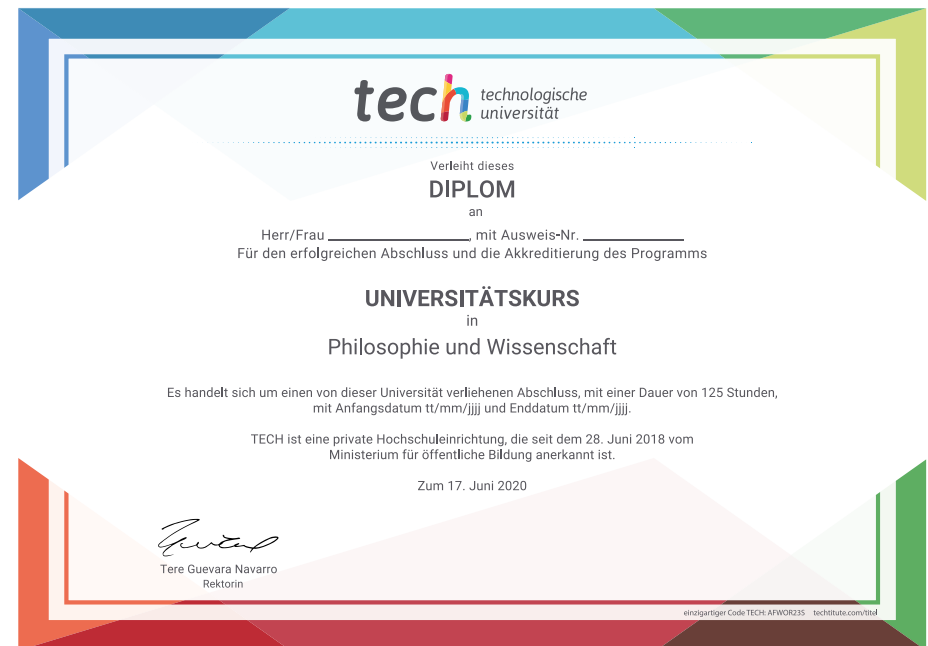 tech technologische
universität
Verleiht dieses
DIPLOM
an
Herr/Frau ________________, mit Ausweis-Nr. ____________
Für den erfolgreichen Abschluss und die Akkreditierung des Programms
UNIVERSITÄTSKURS
in
Philosophie und Wissenschaft
Es handelt sich um einen von dieser Universität verliehenen Abschluss, mit einer Dauer von 125 Stunden,
mit Anfangsdatum tt/mm/jjjj und Enddatum tt/mm/jjjj.
TECH ist eine private Hochschuleinrichtung, die seit dem 28. Juni 2018 vom
Ministerium für öffentliche Bildung anerkannt ist.
Zum 17. Juni 2020
Tere Guevara Navarro
Rektorin
einzigartiger Code TECH: AFWOR23S techtitute.com/titel